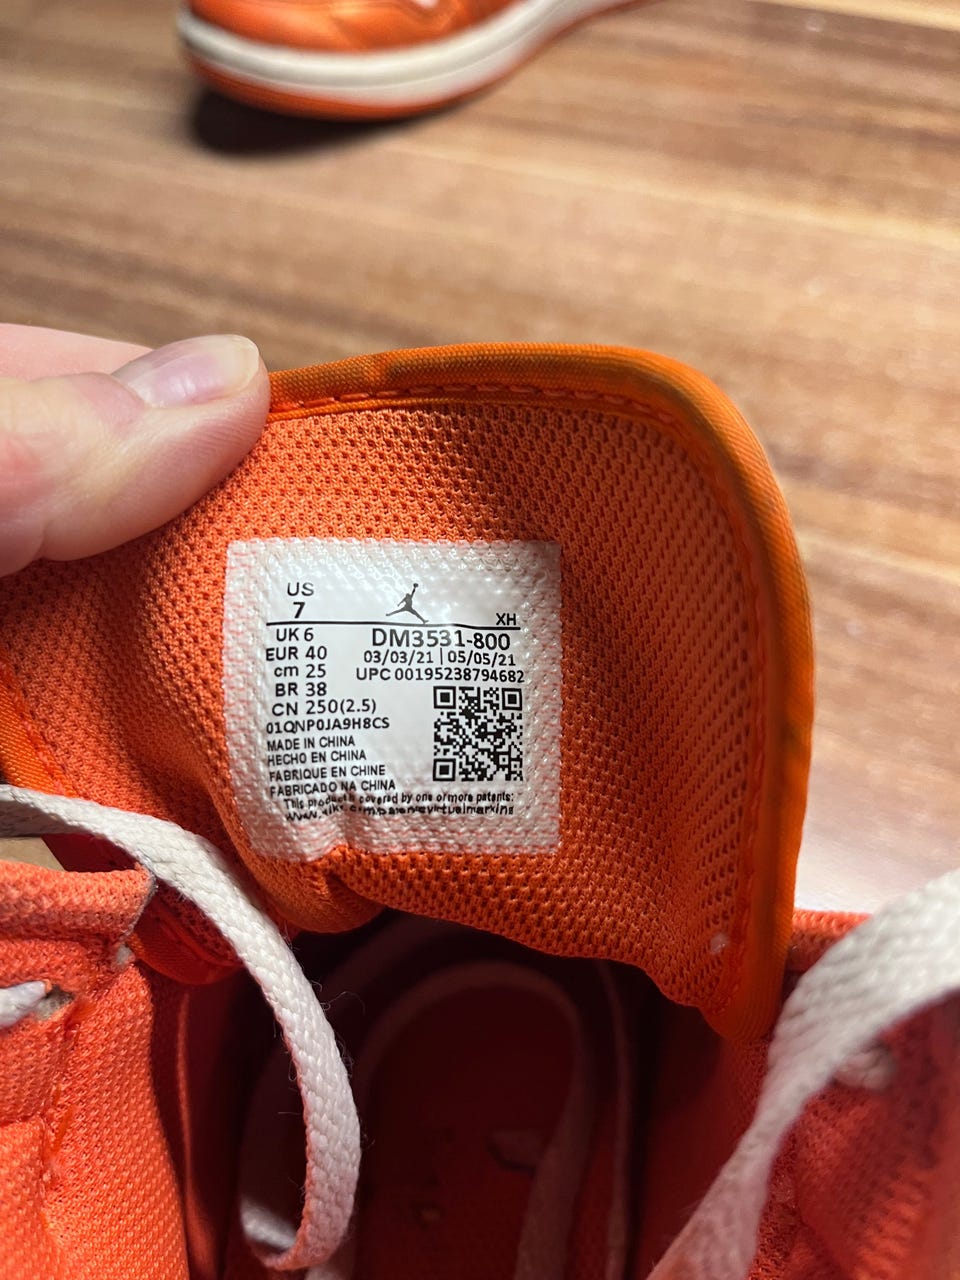 US
7
XH
UK 6
DM3531-800
EUR 40
03/03/21 | 05/05/21
cm 25
UPC 00195238794682
BR 38
CN 250(2.5)
01QNP0JA9H8CS
MADE IN CHINA
HECHO EN CHINA
FABRIQUE EN CHINE
FABRICADO NA CHINA
This product is covered by one or more patents: